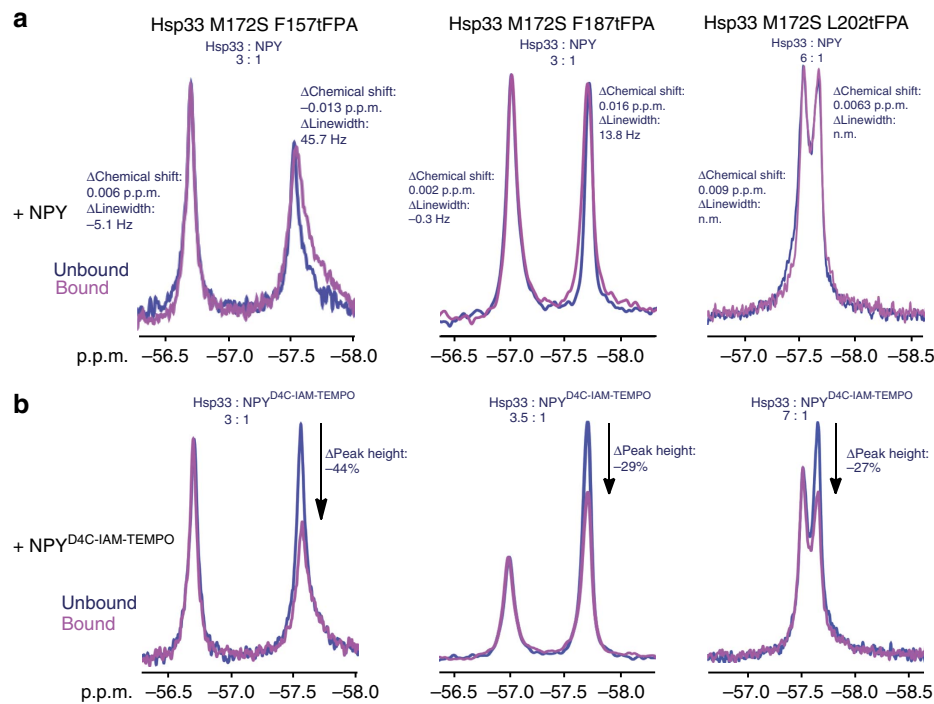 a
Hsp33 M172S F157tFPA
Hsp33 : NPY
3 : 1
ΔChemical shift:
–0.013 p.p.m.
ΔLinewidth:
45.7 Hz
ΔChemical shift:
0.006 p.p.m.
ΔLinewidth:
–5.1 Hz
+ NPY
Unbound
Bound
p.p.m.
–56.5 –57.0 –57.5 –58.0
Hsp33 M172S F187tFPA
Hsp33 : NPY
3 : 1
ΔChemical shift:
0.016 p.p.m.
ΔLinewidth:
13.8 Hz
ΔChemical shift:
0.002 p.p.m.
ΔLinewidth:
–0.3 Hz
–56.5 –57.0 –57.5 –58.0
Hsp33 M172S L202tFPA
Hsp33 : NPY
6 : 1
ΔChemical shift:
0.0063 p.p.m.
ΔLinewidth:
n.m.
ΔChemical shift:
0.009 p.p.m.
ΔLinewidth:
n.m.
–57.0 –57.5 –58.0 –58.5
b
Hsp33 : NPY^D4C-IAM-TEMPO
3 : 1
ΔPeak height:
–44%
+ NPY^D4C-IAM-TEMPO
Unbound
Bound
p.p.m.
–56.5 –57.0 –57.5 –58.0
Hsp33 : NPY^D4C-IAM-TEMPO
3.5 : 1
ΔPeak height:
–29%
–56.5 –57.0 –57.5 –58.0
Hsp33 : NPY^D4C-IAM-TEMPO
7 : 1
ΔPeak height:
–27%
–57.0 –57.5 –58.0 –58.5